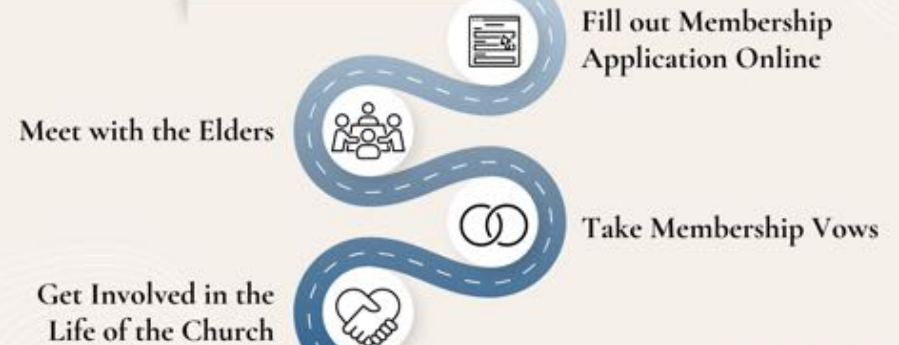 Fill out Membership
Application Online
Meet with the Elders
Take Membership Vows
Get Involved in the
Life of the Church